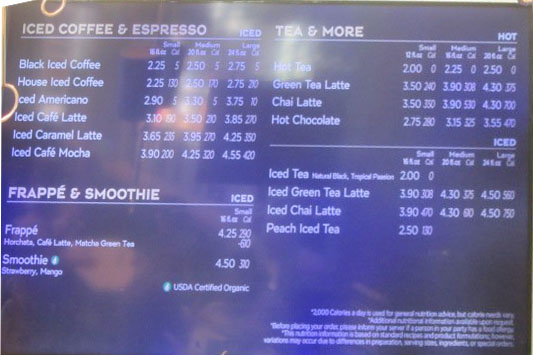 ICED COFFEE & ESPRESSO ICED
Small Medium Large
16 fl.oz Cal 20 fl.oz Cal 24 fl.oz Cal
Black Iced Coffee 2.25 5 2.50 5 2.75 5
House Iced Coffee 2.25 130 2.50 170 2.75 210
ced Americano 2.90 5 3.30 5 3.75 10
Iced Café Latte 3.10 190 3.50 210 3.85 270
Iced Caramel Latte 3.65 235 3.95 270 4.25 350
Iced Café Mocha 3.90 200 4.25 320 4.55 420
FRAPPÉ & SMOOTHIE ICED
Small
16 fl.oz Cal
Frappé 4.25 290
Horchata, Café Latte, Matcha Green Tea -610
Smoothie 4.50 310
Strawberry, Mango
USDA Certified Organic
TEA & MORE HOT
Small Medium Large
12 fl.oz Cal 16 fl.oz Cal 20 fl.oz Cal
Hot Tea 2.00 0 2.25 0 2.50 0
Green Tea Latte 3.50 240 3.90 308 4.30 375
Chai Latte 3.50 350 3.90 530 4.30 700
Hot Chocolate 2.75 280 3.15 325 3.55 470
ICED
Small Medium Large
16 fl.oz Cal 20 fl.oz Cal 24 fl.oz Cal
Iced Tea Natural Black, Tropical Passion 2.00 0
Iced Green Tea Latte 3.90 308 4.30 375 4.50 560
Iced Chai Latte 3.90 470 4.30 610 4.50 750
Peach Iced Tea 2.50 130
*2,000 Calories a day is used for general nutrition advice, but calorie needs vary.
*Additional nutritional information available upon request.
*Before placing your order, please inform your server if a person in your party has a food allergy.
*This nutrition information is based on standard recipes and product formulations; however,
variations may occur due to differences in preparation, serving sizes, ingredients, or special orders.